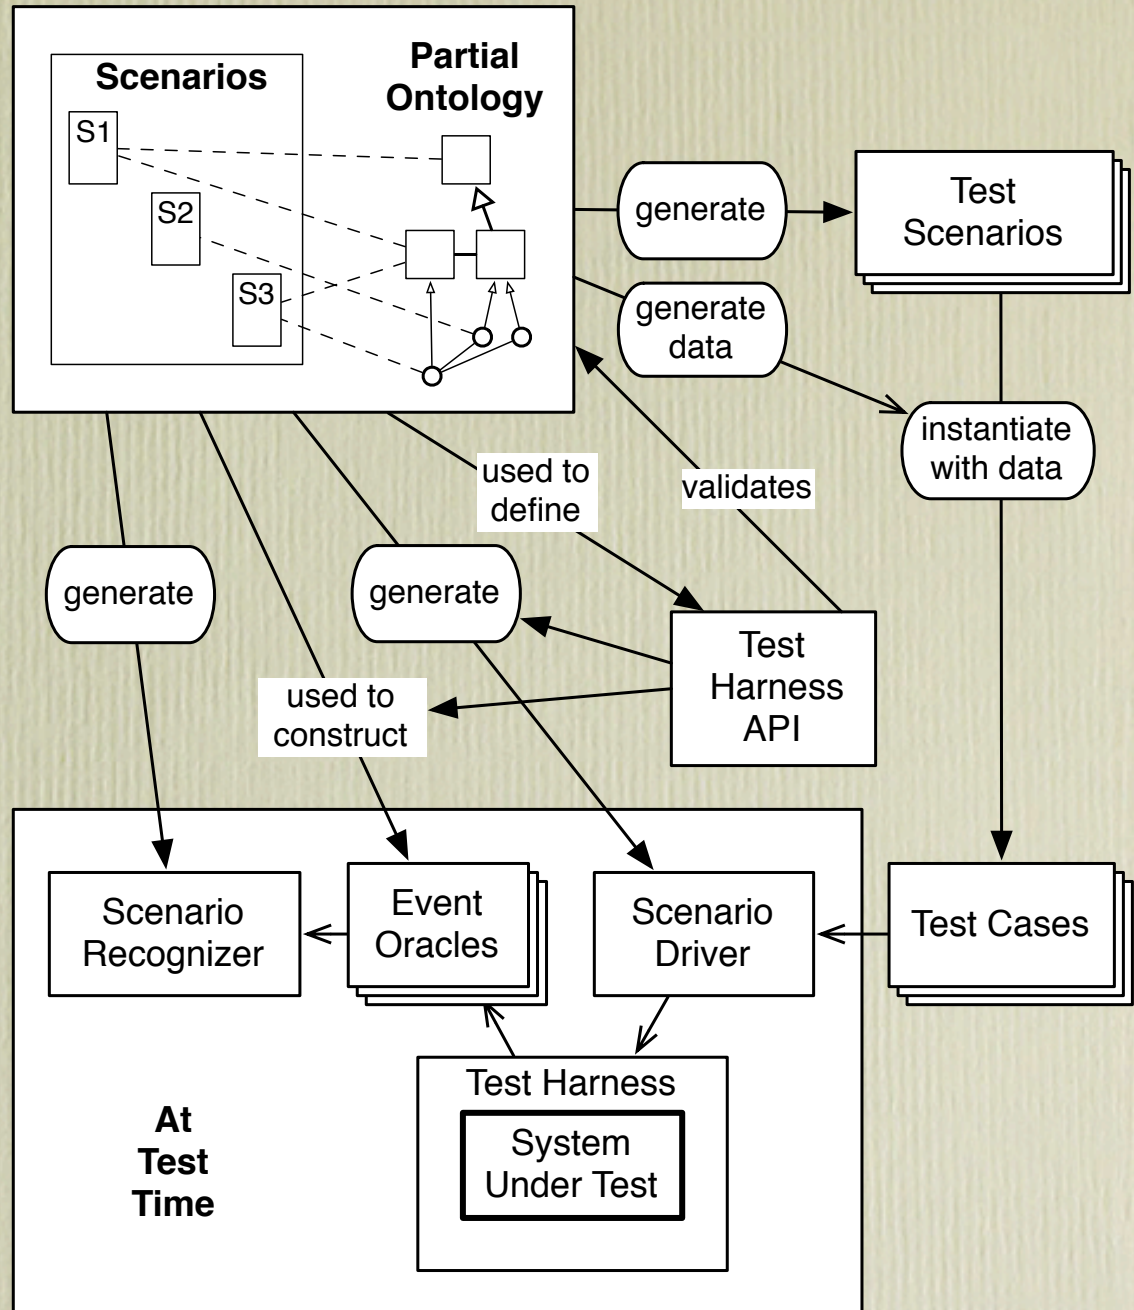 Scenarios
Partial
Ontology
S1
S2
S3
generate
Test
Scenarios
generate
data
instantiate
with data
used to
define
validates
generate
generate
used to
construct
Test
Harness
API
Scenario
Recognizer
Event
Oracles
Scenario
Driver
Test Cases
Test Harness
System
Under Test
At
Test
Time